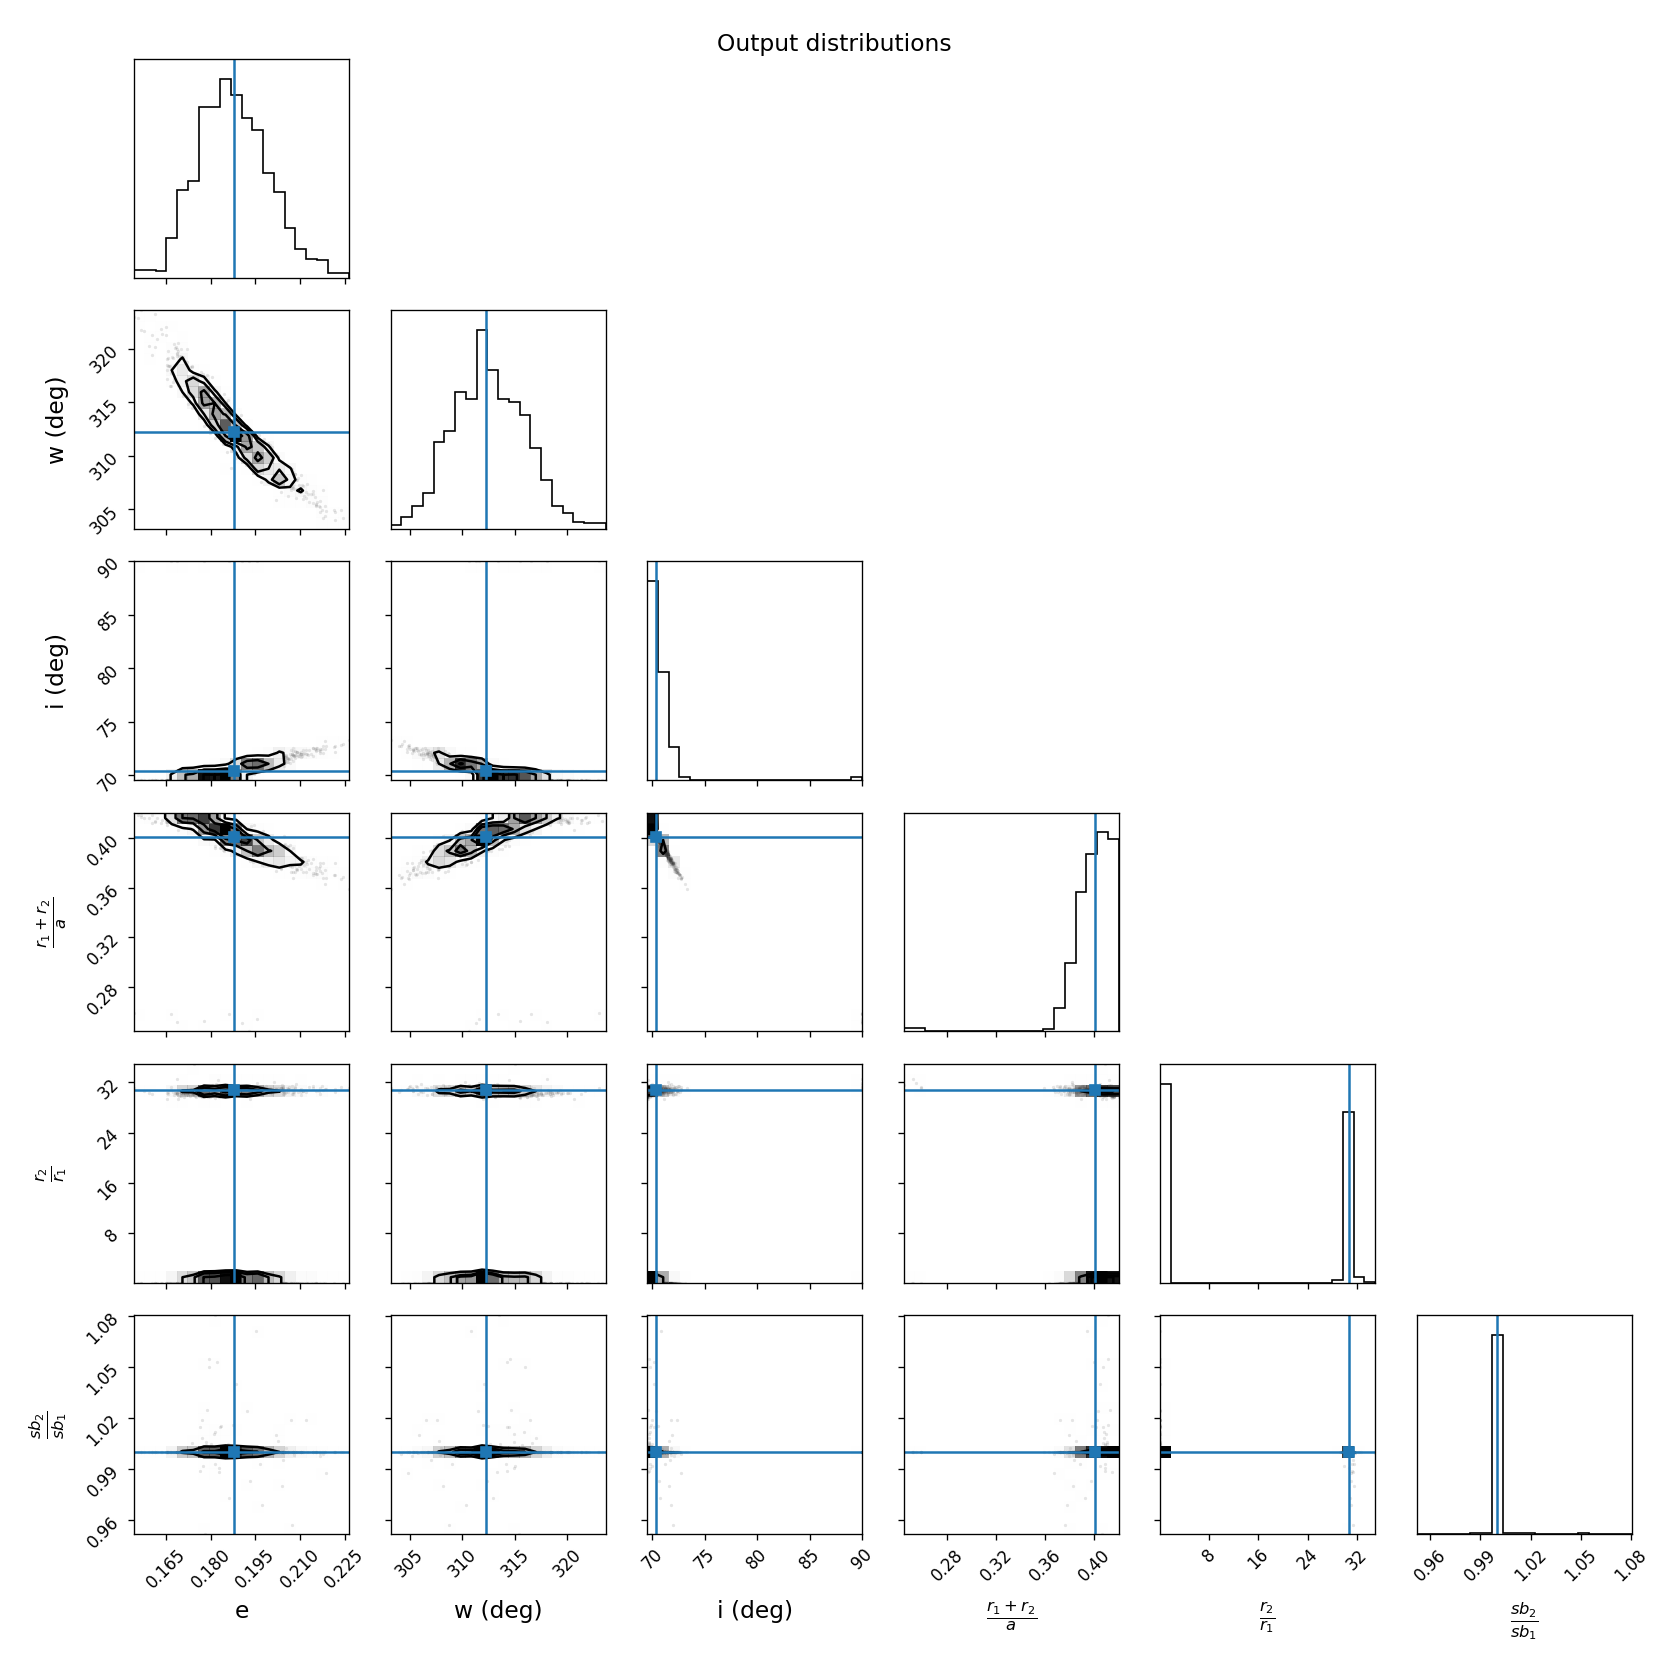 Output distributions
w (deg)
320
315
310
305
i (deg)
90
85
80
75
70
r₁ + r₂
a
0.40
0.36
0.32
0.28
r₂
r₁
32
24
16
8
sb₂
sb₁
1.08
1.05
1.02
0.99
0.96
0.165 0.180 0.195 0.210 0.225
305 310 315 320
70 75 80 85 90
0.28 0.32 0.36 0.40
8 16 24 32
0.96 0.99 1.02 1.05 1.08
e
w (deg)
i (deg)
r₁ + r₂
a
r₂
r₁
sb₂
sb₁